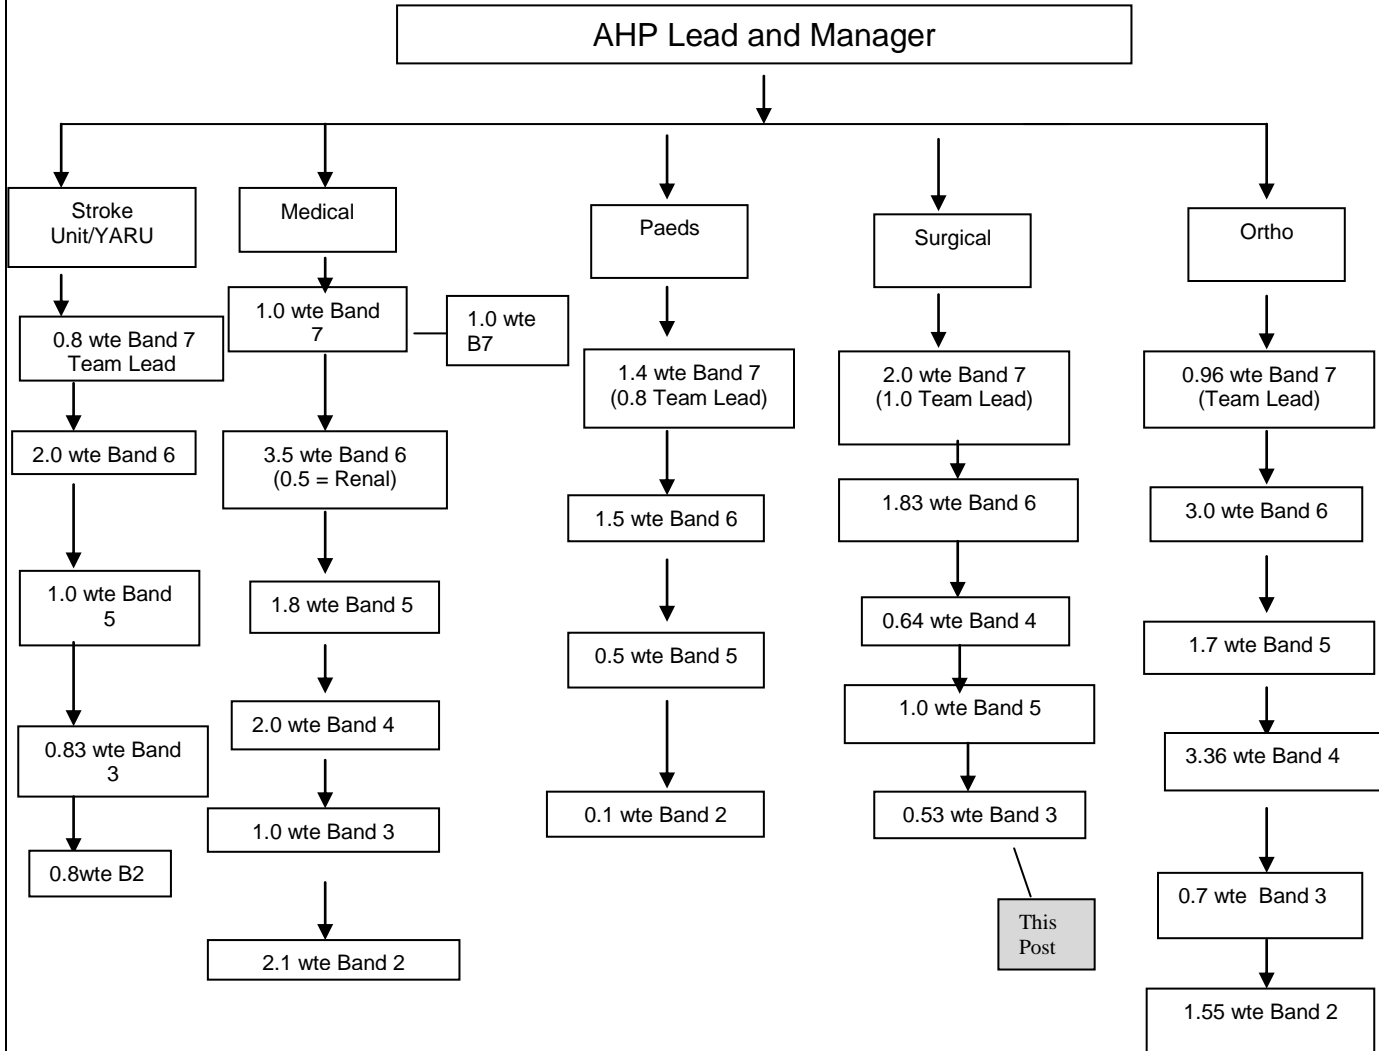 AHP Lead and Manager
Stroke
Unit/YARU
0.8 wte Band 7
Team Lead
2.0 wte Band 6
1.0 wte Band
5
0.83 wte Band
3
0.8wte B2
Medical
1.0 wte Band
7
1.0 wte
B7
3.5 wte Band 6
(0.5 = Renal)
1.8 wte Band 5
2.0 wte Band 4
1.0 wte Band 3
2.1 wte Band 2
Paeds
1.4 wte Band 7
(0.8 Team Lead)
1.5 wte Band 6
0.5 wte Band 5
0.1 wte Band 2
Surgical
2.0 wte Band 7
(1.0 Team Lead)
1.83 wte Band 6
0.64 wte Band 4
1.0 wte Band 5
0.53 wte Band 3
This
Post
Ortho
0.96 wte Band 7
(Team Lead)
3.0 wte Band 6
1.7 wte Band 5
3.36 wte Band 4
0.7 wte  Band 3
1.55 wte Band 2